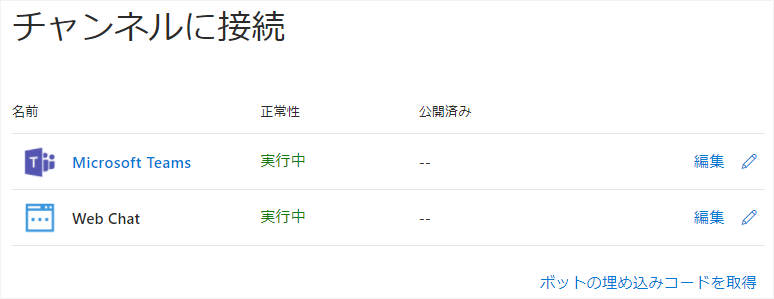 チャンネルに接続
名前 正常性 公開済み
Microsoft Teams 実行中 -- 編集
Web Chat 実行中 -- 編集
ボットの埋め込みコードを取得